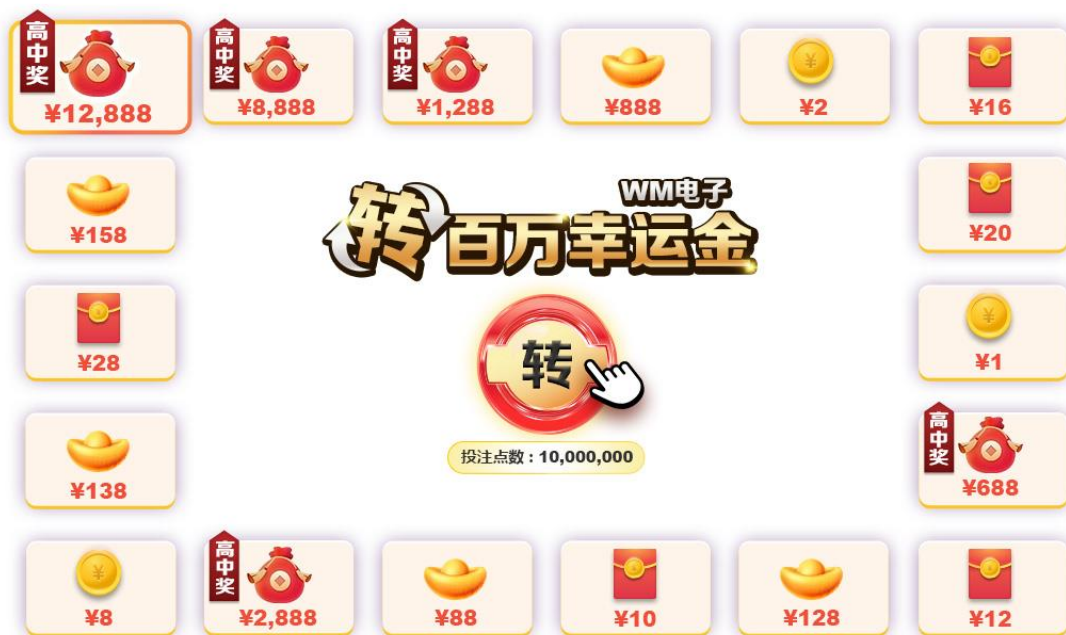 高中奖
¥12,888
高中奖
¥8,888
高中奖
¥1,288
¥888
¥2
¥16
¥158
WM电子
转百万幸运金
¥20
¥28
转
¥1
投注点数：10,000,000
¥138
高中奖
¥688
¥8
高中奖
¥2,888
¥88
¥10
¥128
¥12